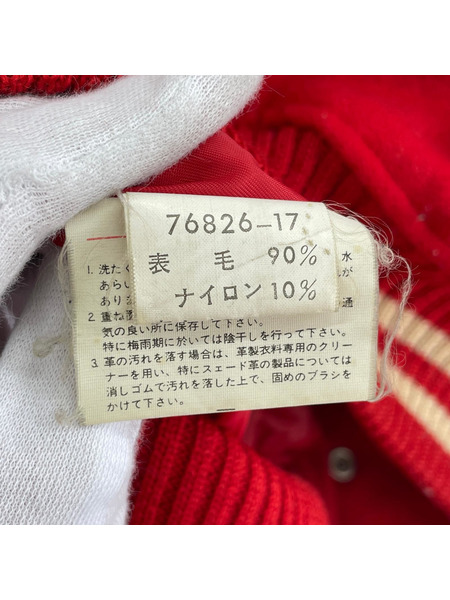 76826-17
表 毛 90%
ナイロン 10%
1. 洗たく 水
あらい が
ありま
2. 重ね 通
気の良い所に保存して下さい。
特に梅雨期に於いては陰干しを行って下さい。
3. 革の汚れを落す場合は、革製衣料専用のクリー
ナーを用い、特にスェード革の製品については
消しゴムで汚れを落した上で、固めのブラシを
かけて下さい。